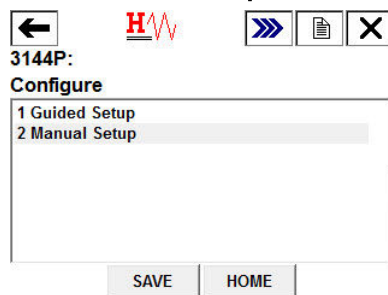 H
3144P:
Configure
1 Guided Setup
2 Manual Setup
SAVE HOME